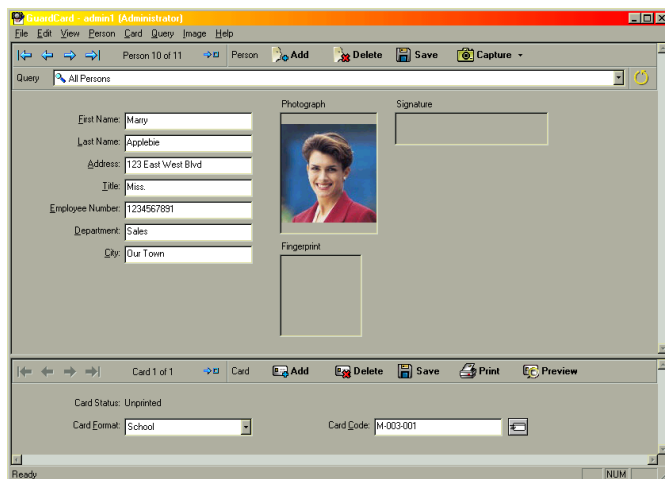 GuardCard - admin1 (Administrator)
File Edit View Person Card Query Image Help
Person 10 of 11 Person Add Delete Save Capture
Query All Persons
Photograph Signature
First Name: Marry
Last Name: Applebie
Address: 123 East West Blvd
Title: Miss.
Employee Number: 1234567891
Department: Sales
Fingerprint
City: Our Town
Card 1 of 1 Card Add Delete Save Print Preview
Card Status: Unprinted
Card Format: School Card Code: M-003-001
Ready NUM